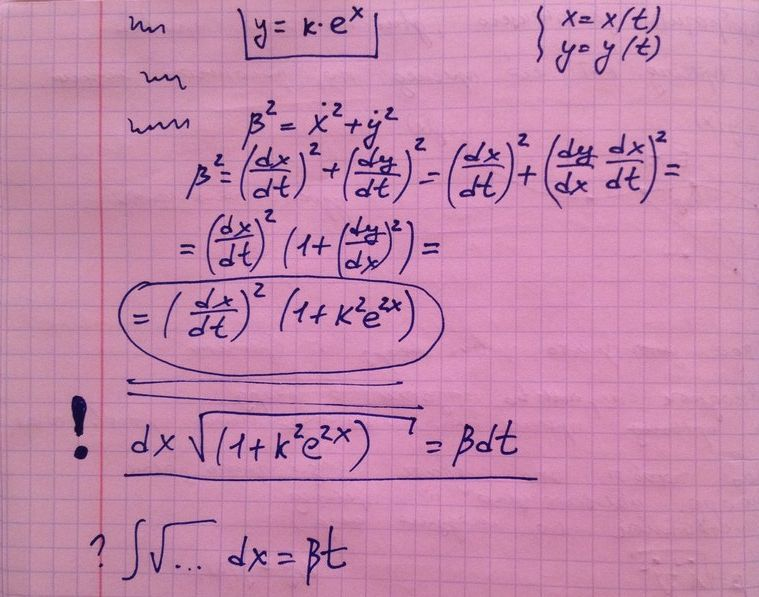 y = k · e^x
{ x = x(t)
y = y(t)
β² = ẋ² + ẏ²
β² = (dx/dt)² + (dy/dt)² = (dx/dt)² + (dy/dx dx/dt)² =
= (dx/dt)² (1 + (dy/dx)²) =
= (dx/dt)² (1 + k²e^2x)
! dx √(1 + k²e^2x) = βdt
? ∫√... dx = βt